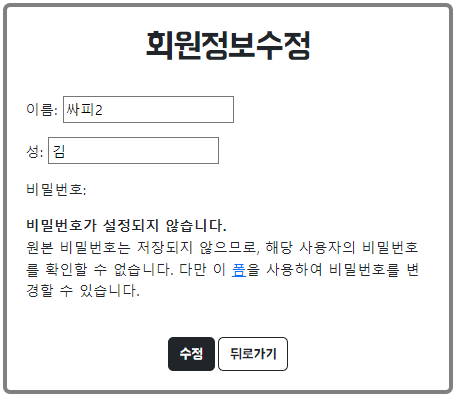 회원정보수정
이름: 싸피2
성: 김
비밀번호:
비밀번호가 설정되지 않습니다.
원본 비밀번호는 저장되지 않으므로, 해당 사용자의 비밀번호
를 확인할 수 없습니다. 다만 이 폼을 사용하여 비밀번호를 변
경할 수 있습니다.
수정 뒤로가기